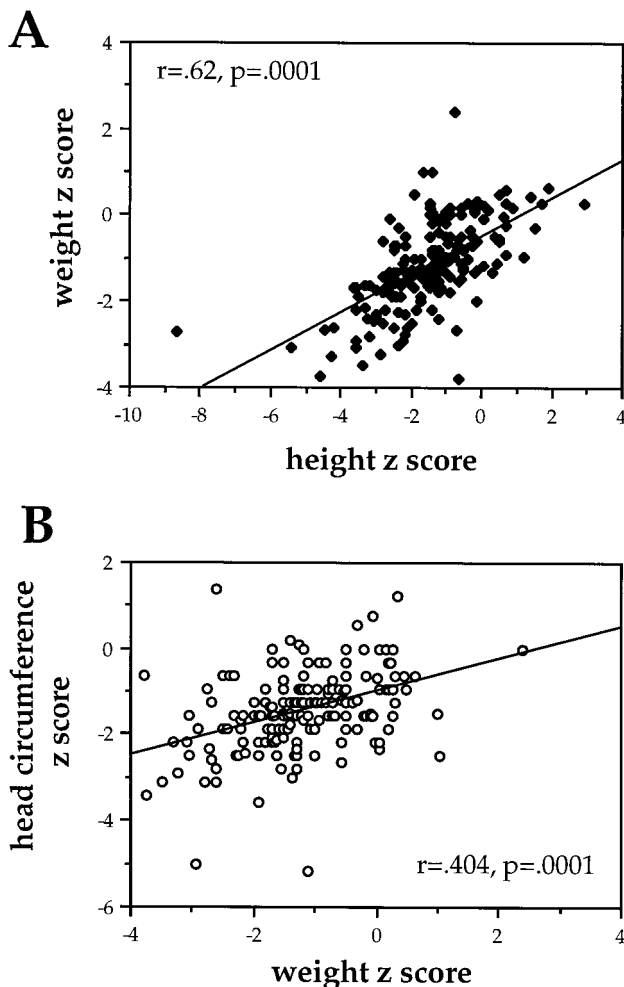 A
r=.62, p=.0001
weight z score
4
2
0
-2
-4
-10
-8
-6
-4
-2
0
2
4
height z score
B
head circumference
z score
2
0
-2
-4
-6
r=.404, p=.0001
-4
-2
0
2
4
weight z score